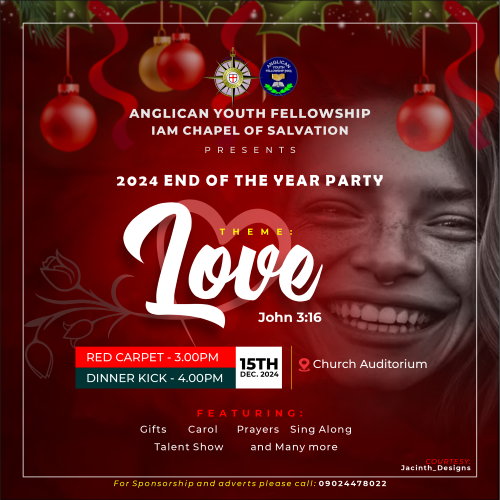 ANGLICAN YOUTH FELLOWSHIP
IAM CHAPEL OF SALVATION
PRESENTS
2024 END OF THE YEAR PARTY
THEME:
Love
John 3:16
RED CARPET - 3.00PM
DINNER KICK - 4.00PM
15TH
DEC. 2024
Church Auditorium
FEATURING:
Gifts Carol Prayers Sing Along
Talent Show and Many more
COURTESY:
Jacinth_Designs
For Sponsorship and adverts please call: 09024478022